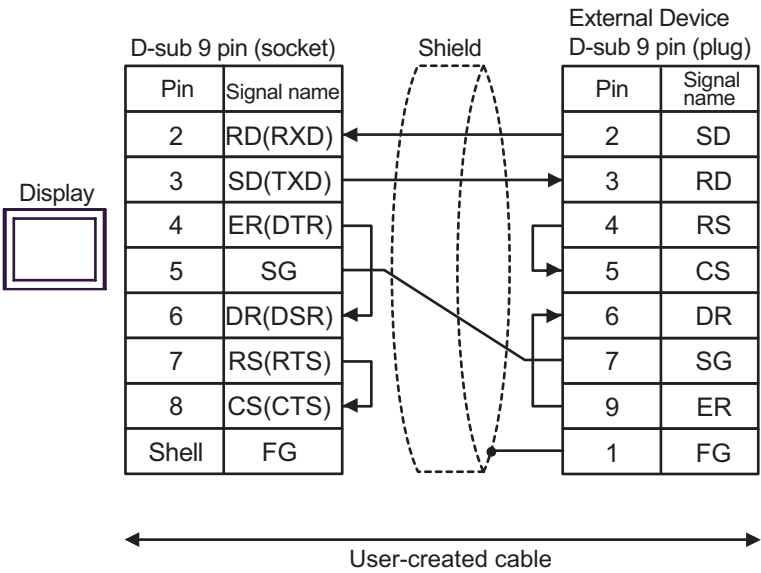 External Device
D-sub 9 pin (socket) Shield D-sub 9 pin (plug)
Pin Signal name Pin Signal name
2 RD(RXD) 2 SD
3 SD(TXD) 3 RD
Display
4 ER(DTR) 4 RS
5 SG 5 CS
6 DR(DSR) 6 DR
7 RS(RTS) 7 SG
8 CS(CTS) 9 ER
Shell FG 1 FG
User-created cable